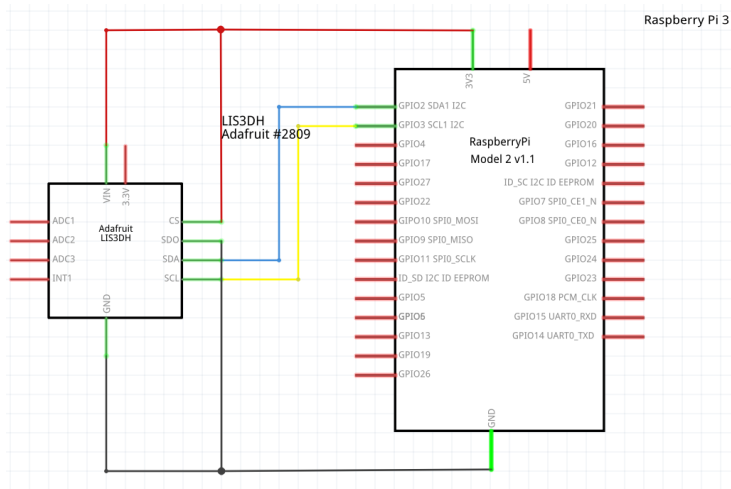 Raspberry Pi 3
3V3
5V
LIS3DH
Adafruit #2809
GPIO2 SDA1 I2C
GPIO3 SCL1 I2C
GPIO4
GPIO17
GPIO27
GPIO22
GIPO10 SPI0_MOSI
GPIO9 SPI0_MISO
GPIO11 SPI0_SCLK
ID_SD I2C ID EEPROM
GPIO5
GPIO6
GPIO13
GPIO19
GPIO26
RaspberryPi
Model 2 v1.1
GPIO21
GPIO20
GPIO16
GPIO12
ID_SC I2C ID EEPROM
GPIO7 SPI0_CE1_N
GPIO8 SPI0_CE0_N
GPIO25
GPIO24
GPIO23
GPIO18 PCM_CLK
GPIO15 UART0_RXD
GPIO14 UART0_TXD
GND
VIN
3.3V
ADC1
ADC2
ADC3
INT1
Adafruit
LIS3DH
CS
SDO
SDA
SCL
GND